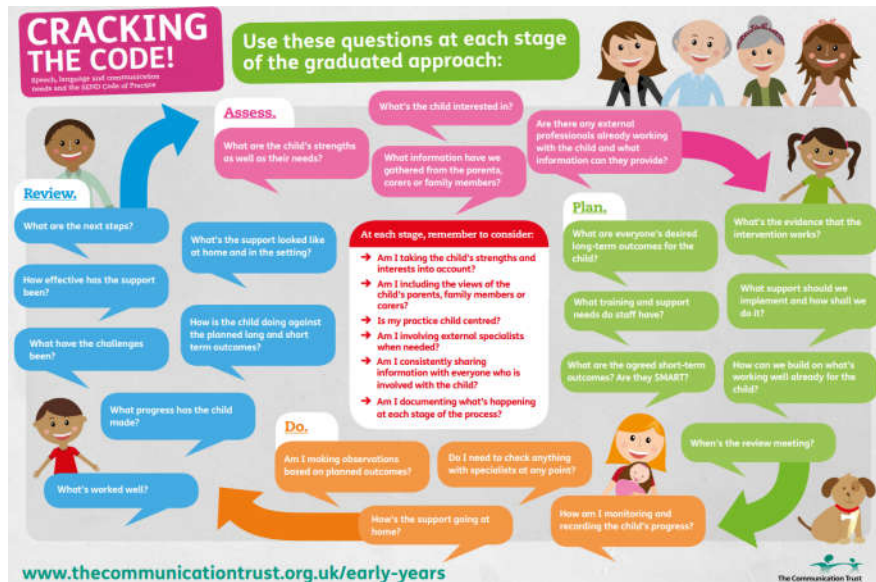 CRACKING
THE CODE!
Speech, language and communication
needs and the SEND Code of Practice
Use these questions at each stage
of the graduated approach:
Assess.
What are the child's strengths
as well as their needs?
What's the child interested in?
What information have we
gathered from the parents,
carers or family members?
Are there any external
professionals already working
with the child and what
information can they provide?
Plan.
What are everyone's desired
long-term outcomes for the
child?
What's the evidence that the
intervention works?
What training and support
needs do staff have?
What support should we
implement and how shall we
do it?
What are the agreed short-term
outcomes? Are they SMART?
How can we build on what's
working well already for the
child?
When's the review meeting?
Do.
Am I making observations
based on planned outcomes?
Do I need to check anything
with specialists at any point?
How's the support going at
home?
How am I monitoring and
recording the child's progress?
Review.
What are the next steps?
What's the support looked like
at home and in the setting?
How effective has the support
been?
How is the child doing against
the planned long and short
term outcomes?
What have the challenges
been?
What progress has the child
made?
What's worked well?
At each stage, remember to consider:
→ Am I taking the child's strengths and
interests into account?
→ Am I including the views of the
child's parents, family members or
carers?
→ Is my practice child centred?
→ Am I involving external specialists
when needed?
→ Am I consistently sharing
information with everyone who is
involved with the child?
→ Am I documenting what's happening
at each stage of the process?
www.thecommunicationtrust.org.uk/early-years
The Communication Trust